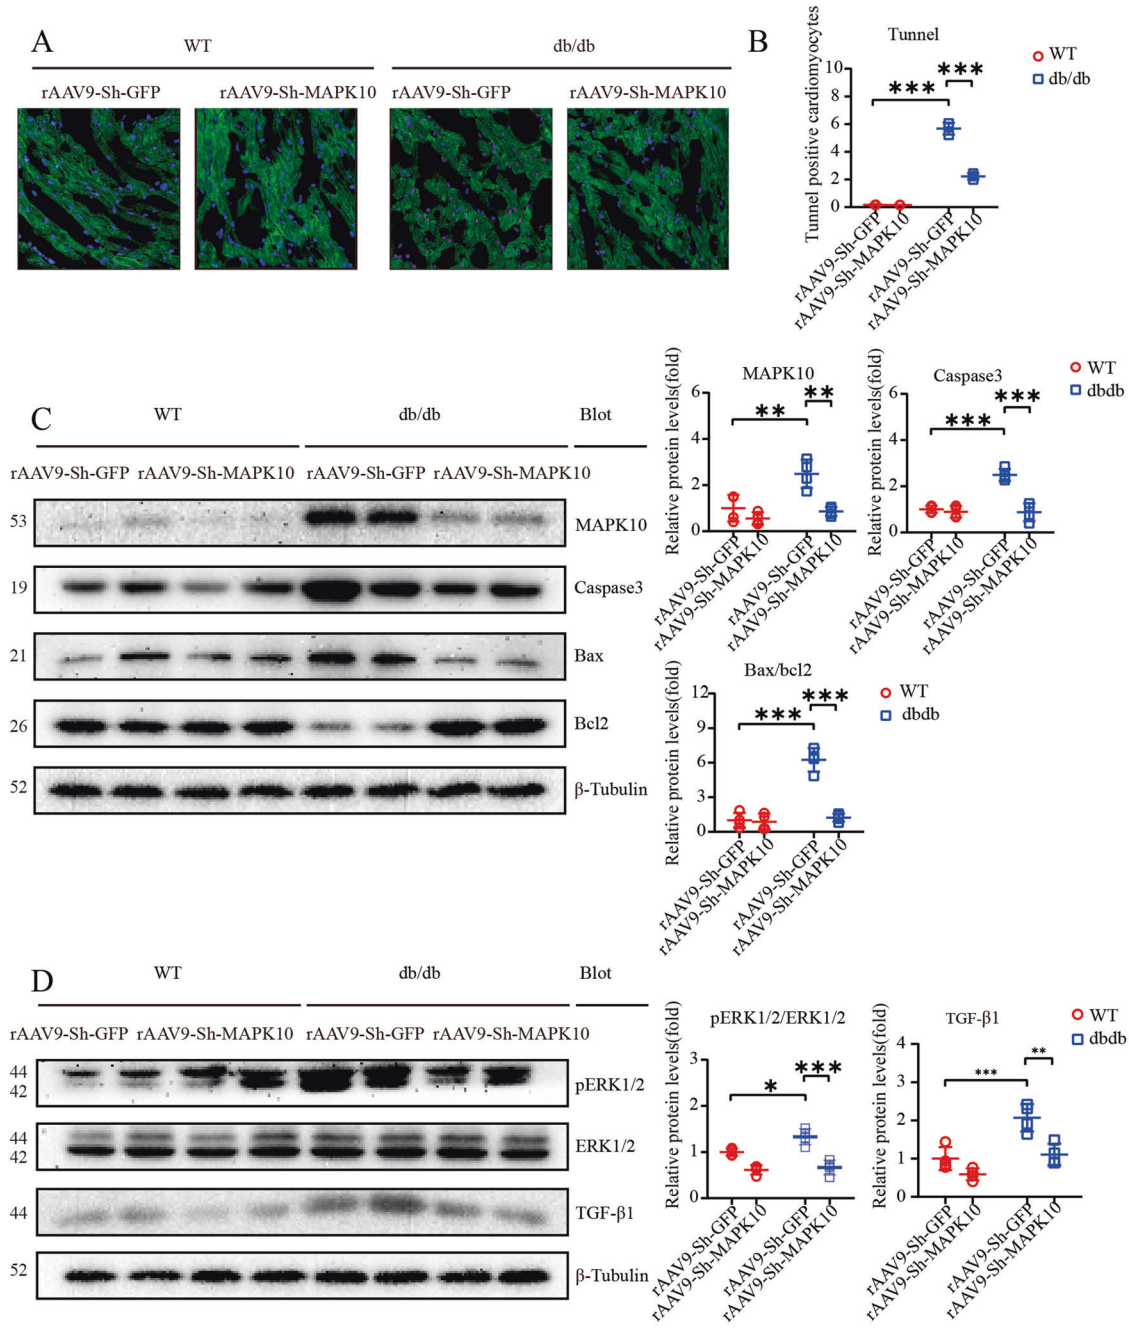 A
WT
db/db
rAAV9-Sh-GFP
rAAV9-Sh-MAPK10
rAAV9-Sh-GFP
rAAV9-Sh-MAPK10
B
Tunnel
WT
db/db
Tunnel positive cardiomyocytes
10
8
6
4
2
0
***
***
rAAV9-Sh-GFP
rAAV9-Sh-MAPK10
rAAV9-Sh-GFP
rAAV9-Sh-MAPK10
C
WT
db/db
Blot
rAAV9-Sh-GFP rAAV9-Sh-MAPK10 rAAV9-Sh-GFP rAAV9-Sh-MAPK10
53 MAPK10
19 Caspase3
21 Bax
26 Bcl2
52 β-Tubulin
MAPK10
Relative protein levels(fold)
6
4
2
0
**
**
rAAV9-Sh-GFP
rAAV9-Sh-MAPK10
rAAV9-Sh-GFP
rAAV9-Sh-MAPK10
Caspase3
WT
dbdb
Relative protein levels(fold)
6
4
2
0
***
***
rAAV9-Sh-GFP
rAAV9-Sh-MAPK10
rAAV9-Sh-GFP
rAAV9-Sh-MAPK10
Bax/bcl2
WT
dbdb
Relative protein levels(fold)
12
9
6
3
0
***
***
rAAV9-Sh-GFP
rAAV9-Sh-MAPK10
rAAV9-Sh-GFP
rAAV9-Sh-MAPK10
D
WT
db/db
Blot
rAAV9-Sh-GFP rAAV9-Sh-MAPK10 rAAV9-Sh-GFP rAAV9-Sh-MAPK10
44
42
pERK1/2
44
42
ERK1/2
44 TGF-β1
52 β-Tubulin
pERK1/2/ERK1/2
Relative protein levels(fold)
3
2
1
0
*
***
rAAV9-Sh-GFP
rAAV9-Sh-MAPK10
rAAV9-Sh-GFP
rAAV9-Sh-MAPK10
TGF-β1
WT
dbdb
Relative protein levels(fold)
4
3
2
1
0
***
**
rAAV9-Sh-GFP
rAAV9-Sh-MAPK10
rAAV9-Sh-GFP
rAAV9-Sh-MAPK10